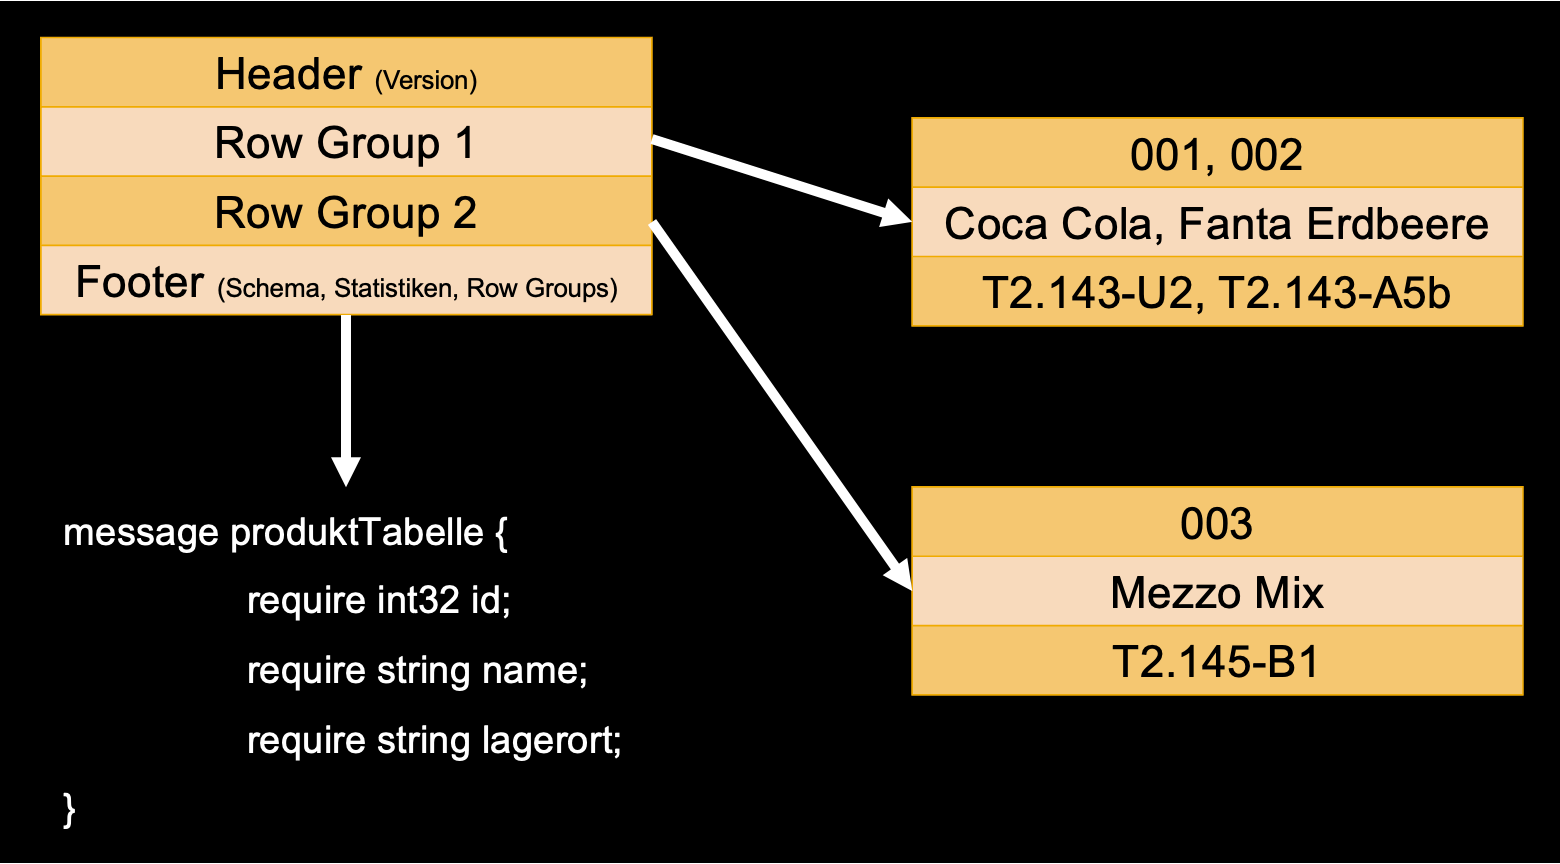 Header (Version)
Row Group 1
Row Group 2
Footer (Schema, Statistiken, Row Groups)
001, 002
Coca Cola, Fanta Erdbeere
T2.143-U2, T2.143-A5b
003
Mezzo Mix
T2.145-B1
message produktTabelle {
require int32 id;
require string name;
require string lagerort;
}